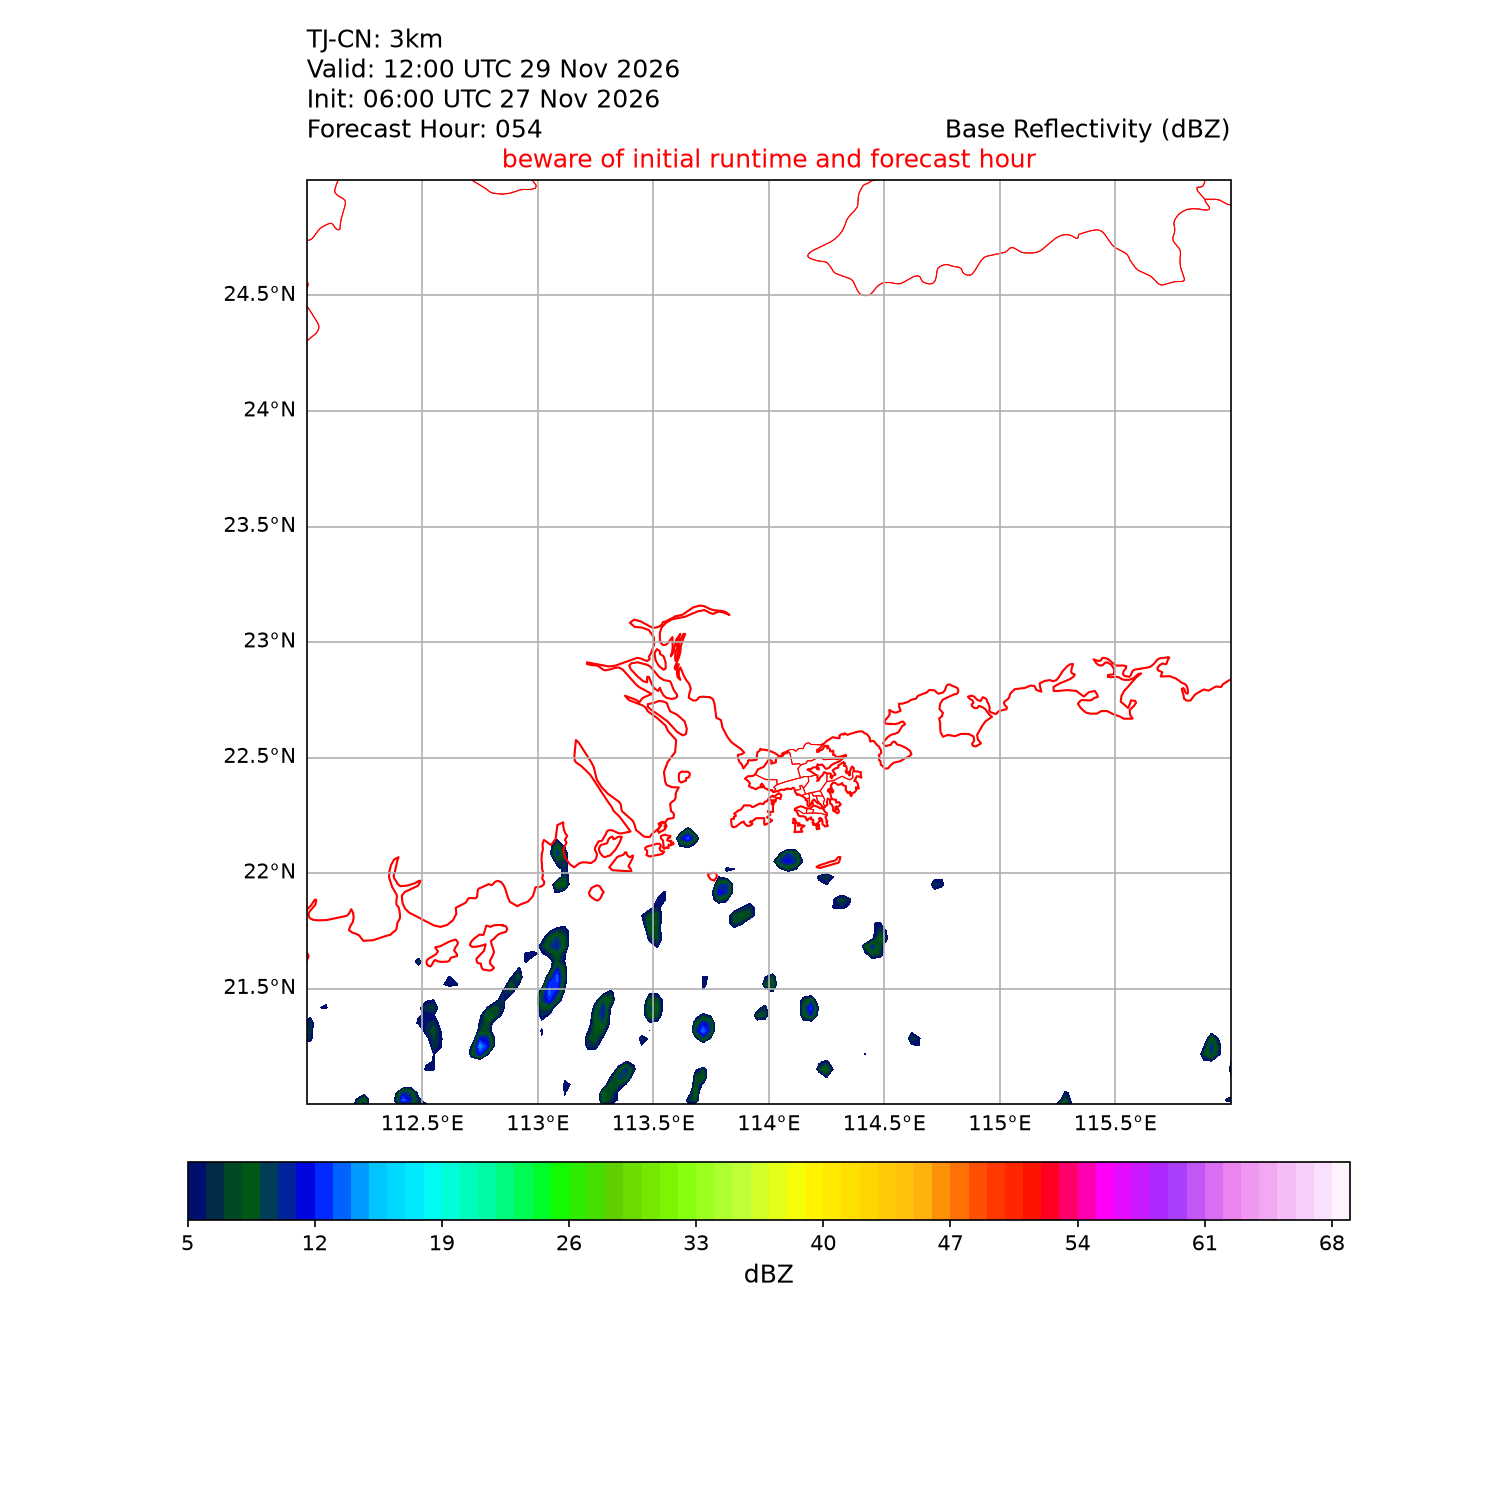 TJ-CN: 3km
Valid: 12:00 UTC 29 Nov 2026
Init: 06:00 UTC 27 Nov 2026
Forecast Hour: 054
Base Reflectivity (dBZ)
beware of initial runtime and forecast hour
24.5°N
24°N
23.5°N
23°N
22.5°N
22°N
21.5°N
112.5°E 113°E 113.5°E 114°E 114.5°E 115°E 115.5°E
5 12 19 26 33 40 47 54 61 68
dBZ